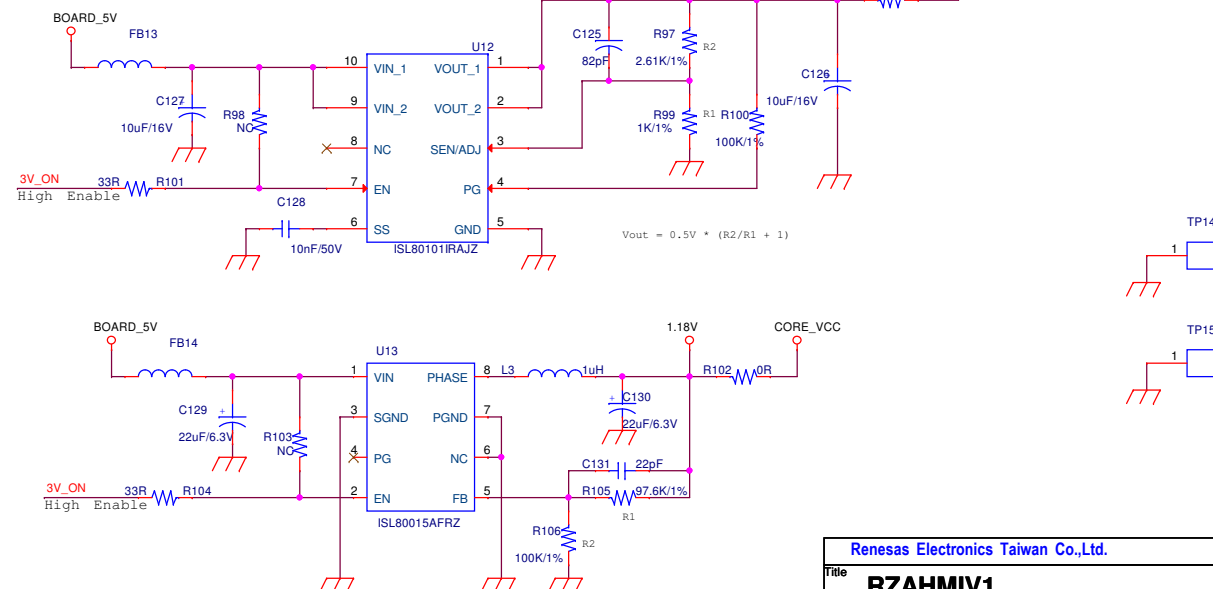 BOARD_5V
FB13
C127
10uF/16V
R98
NC
3V_ON
High Enable
33R
R101
C128
10nF/50V
U12
10
VIN_1
VOUT_1
1
9
VIN_2
VOUT_2
2
8
NC
SEN/ADJ
3
7
EN
PG
4
6
SS
GND
5
ISL80101IRAJZ
C125
82pF
R97
R2
2.61K/1%
R99
R1
1K/1%
R100
100K/1%
C126
10uF/16V
Vout = 0.5V * (R2/R1 + 1)
TP14
1
BOARD_5V
FB14
C129
+
22uF/6.3V
R103
NC
3V_ON
High Enable
33R
R104
U13
1
VIN
PHASE
8
3
SGND
PGND
7
4
PG
NC
6
2
EN
FB
5
ISL80015AFRZ
L3
1uH
1.18V
CORE_VCC
R102
0R
+
C130
22uF/6.3V
C131
22pF
R105
97.6K/1%
R1
R106
R2
100K/1%
TP15
1
Renesas Electronics Taiwan Co.,Ltd.
Title
RZAHMIV1